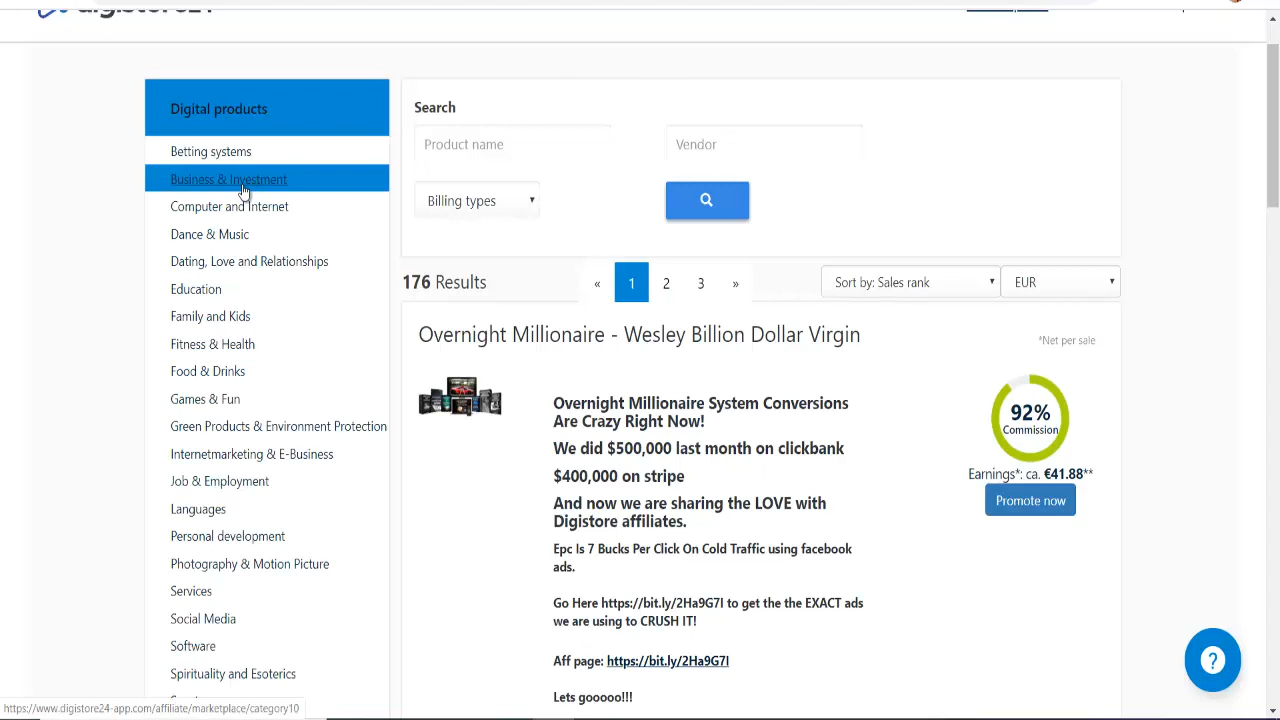 digistore24
Digital products
Betting systems
Business & Investment
Computer and Internet
Dance & Music
Dating, Love and Relationships
Education
Family and Kids
Fitness & Health
Food & Drinks
Games & Fun
Green Products & Environment Protection
Internetmarketing & E-Business
Job & Employment
Languages
Personal development
Photography & Motion Picture
Services
Social Media
Software
Spirituality and Esoterics
https://www.digistore24-app.com/affiliate/marketplace/category10
Search
Product name
Vendor
Billing types
176 Results
« 1 2 3 »
Sort by: Sales rank
EUR
Overnight Millionaire - Wesley Billion Dollar Virgin
*Net per sale
Overnight Millionaire System Conversions
Are Crazy Right Now!
We did $500,000 last month on clickbank
$400,000 on stripe
And now we are sharing the LOVE with
Digistore affiliates.
Epc Is 7 Bucks Per Click On Cold Traffic using facebook
ads.
Go Here https://bit.ly/2Ha9G7I to get the the EXACT ads
we are using to CRUSH IT!
Aff page: https://bit.ly/2Ha9G7I
Lets gooooo!!!
92%
Commission
Earnings*: ca. €41.88**
Promote now
?